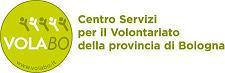 VOLABO
www.volabo.it
Centro Servizi
per il Volontariato
della provincia di Bologna